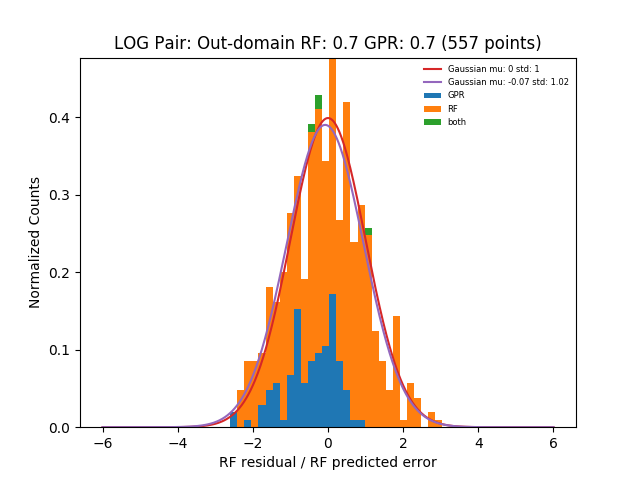 LOG Pair: Out-domain RF: 0.7 GPR: 0.7 (557 points)
Gaussian mu: 0 std: 1
Gaussian mu: -0.07 std: 1.02
GPR
RF
both
Normalized Counts
0.4
0.3
0.2
0.1
0.0
−6 −4 −2 0 2 4 6
RF residual / RF predicted error